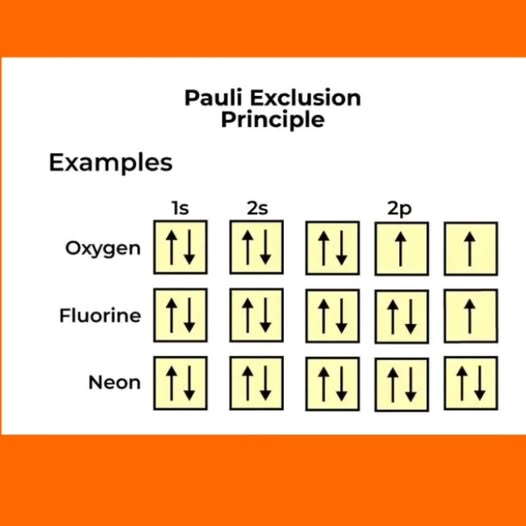 Pauli Exclusion
Principle
Examples
1s 2s 2p
Oxygen
Fluorine
Neon